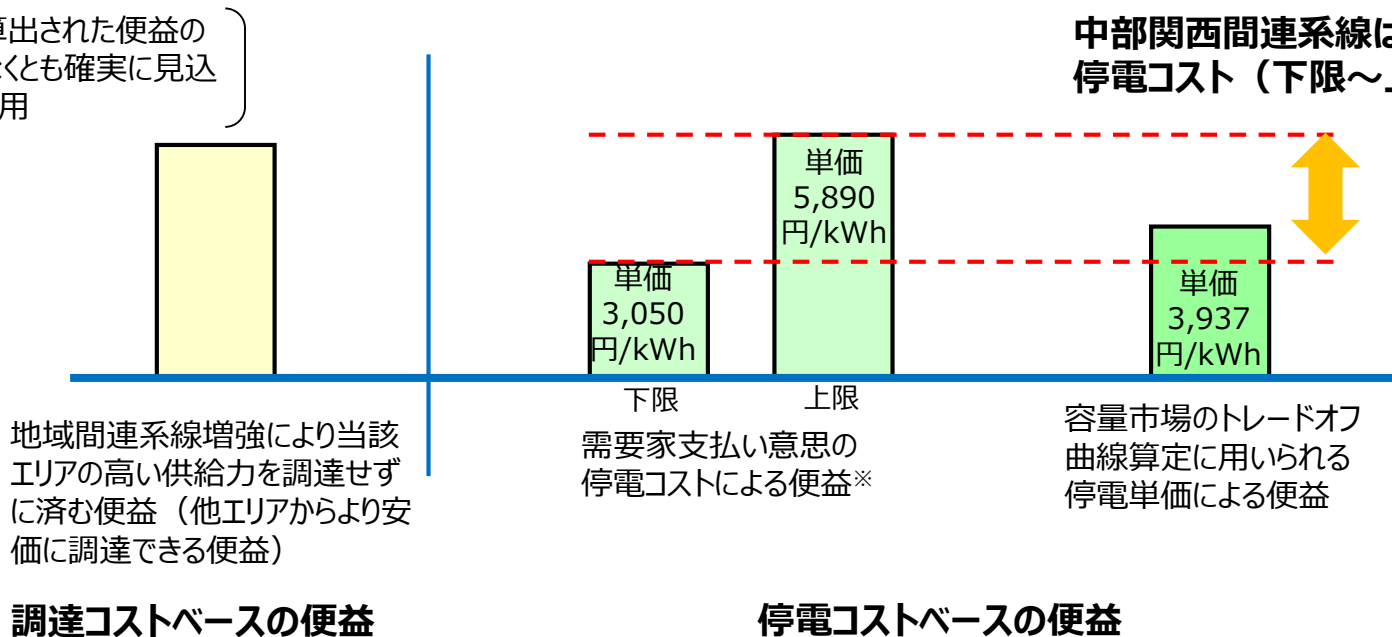 算出された便益の
くとも確実に見込
用
中部関西間連系線は
停電コスト（下限～
単価
5,890
円/kWh
単価
3,050
円/kWh
単価
3,937
円/kWh
下限
上限
地域間連系線増強により当該
エリアの高い供給力を調達せず
に済む便益（他エリアからより安
価に調達できる便益）
需要家支払い意思の
停電コストによる便益※
容量市場のトレードオフ
曲線算定に用いられる
停電単価による便益
調達コストベースの便益
停電コストベースの便益